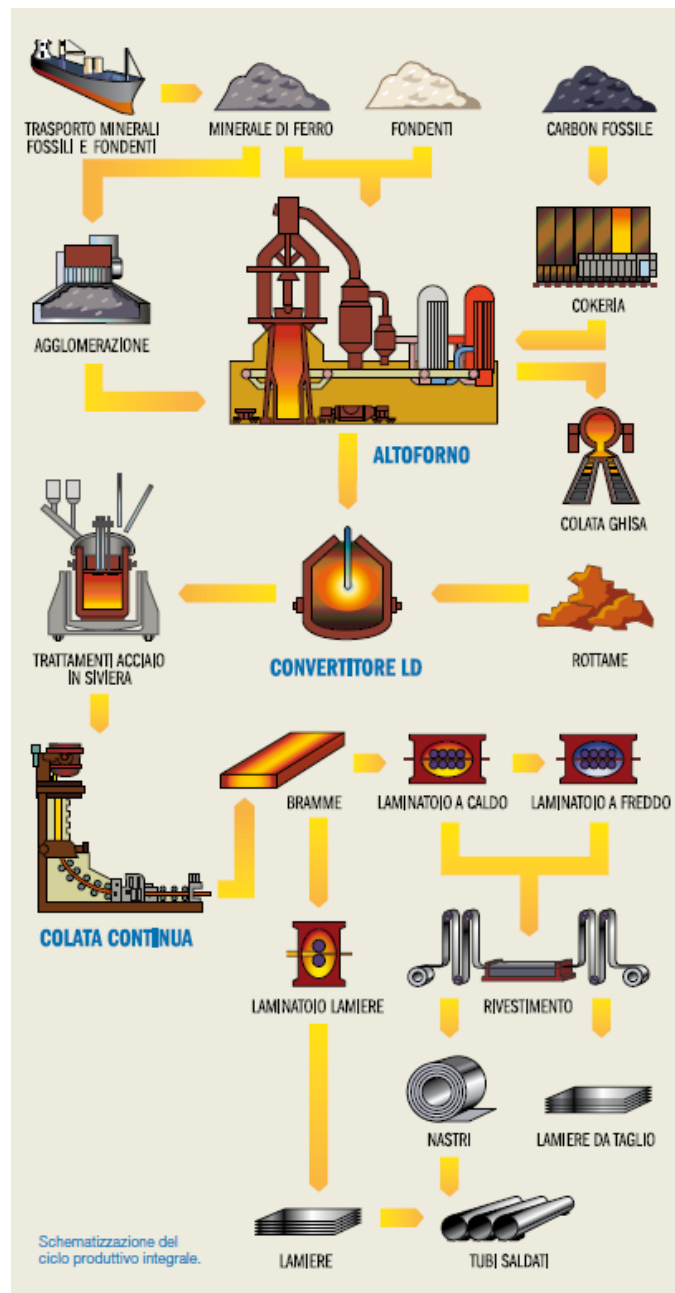 TRASPORTO MINERALI
FOSSILI E FONDENTI
MINERALE DI FERRO
FONDENTI
CARBON FOSSILE
AGGLOMERAZIONE
COKERIA
ALTOFORNO
COLATA GHISA
TRATTAMENTI ACCIAIO
IN SIVIERA
CONVERTITORE LD
ROTTAME
BRAMME
LAMINATOIO A CALDO
LAMINATOIO A FREDDO
COLATA CONTINUA
LAMINATOIO LAMIERE
RIVESTIMENTO
NASTRI
LAMIERE DA TAGLIO
Schematizzazione del
ciclo produttivo integrale.
LAMIERE
TUBI SALDATI